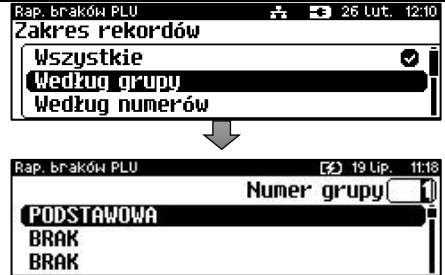 Rap. braków PLU 26 Lut. 12:10
Zakres rekordów
Wszystkie
Według grupy
Według numerów
Rap. braków PLU 19 Lip. 11:18
Numer grupy 1
PODSTAWOWA
BRAK
BRAK